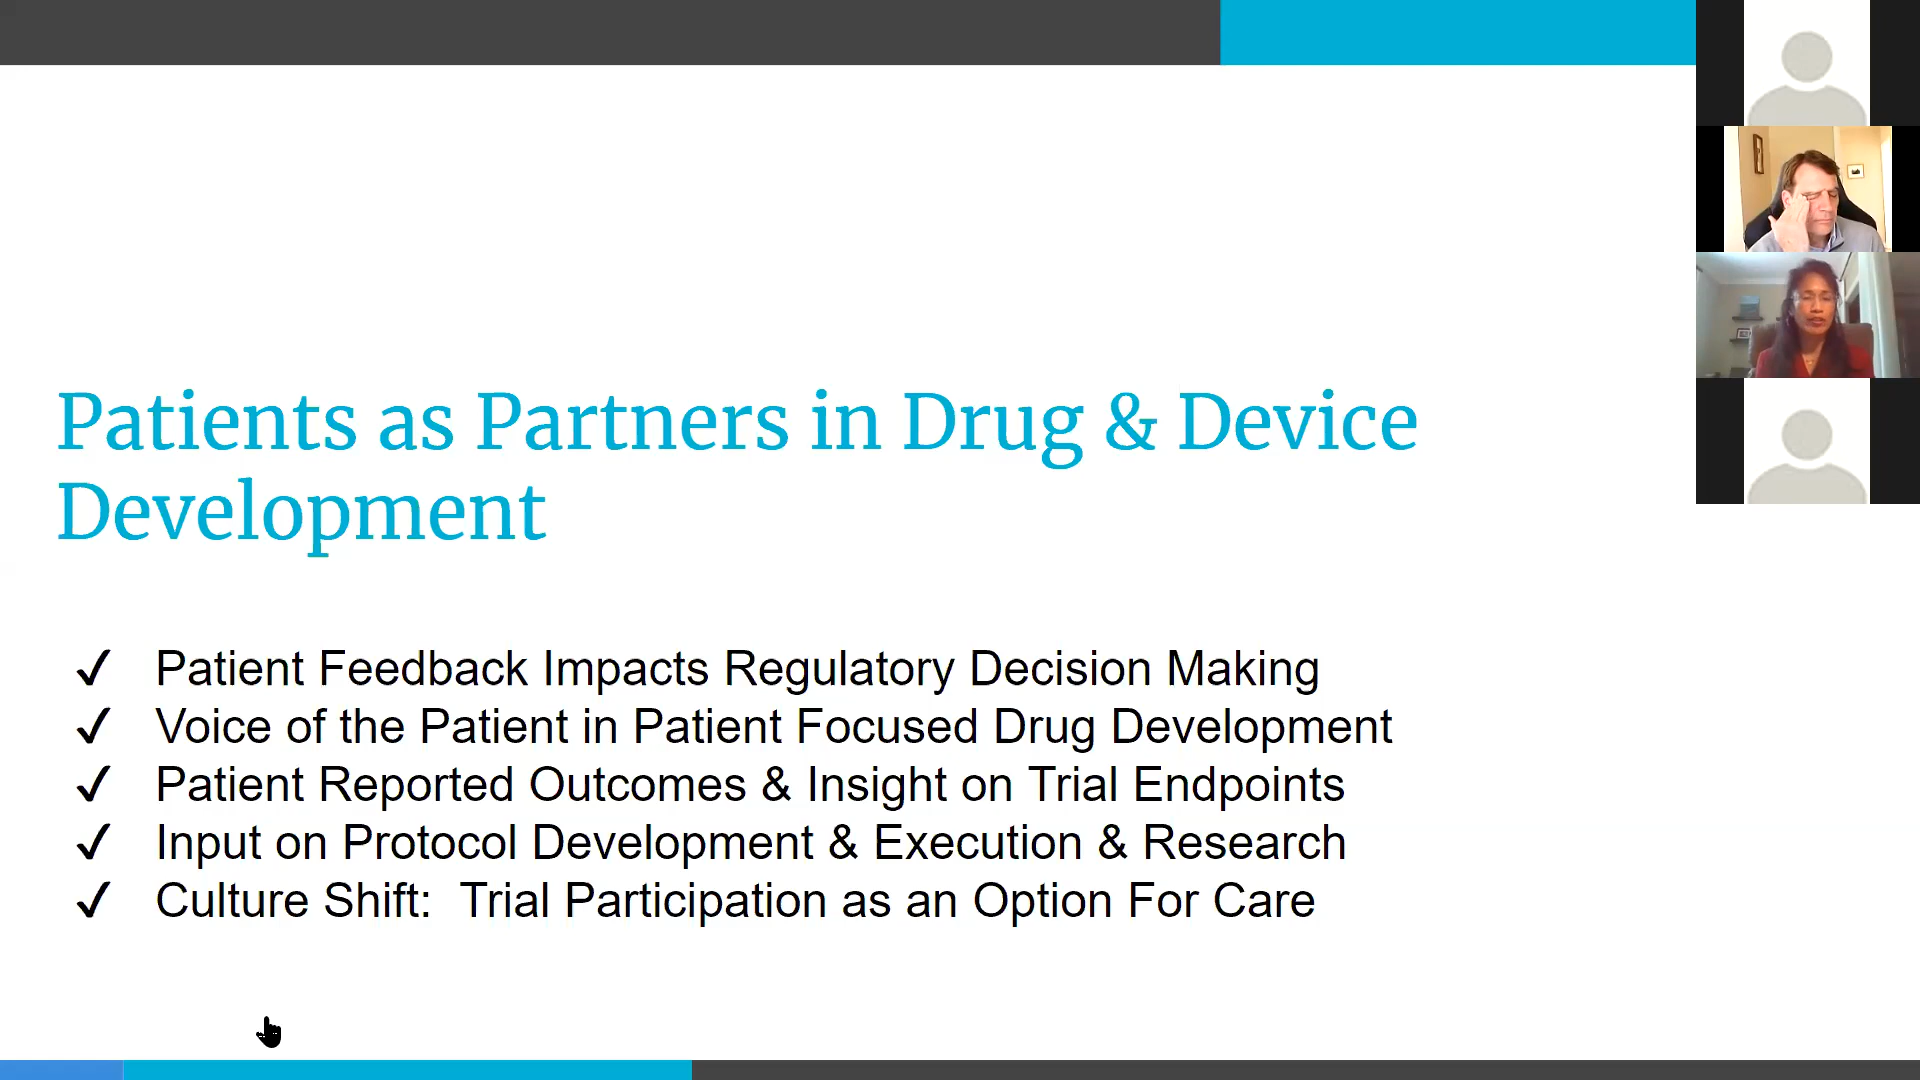 Patients as Partners in Drug & Device
Development
✓ Patient Feedback Impacts Regulatory Decision Making
✓ Voice of the Patient in Patient Focused Drug Development
✓ Patient Reported Outcomes & Insight on Trial Endpoints
✓ Input on Protocol Development & Execution & Research
✓ Culture Shift:  Trial Participation as an Option For Care